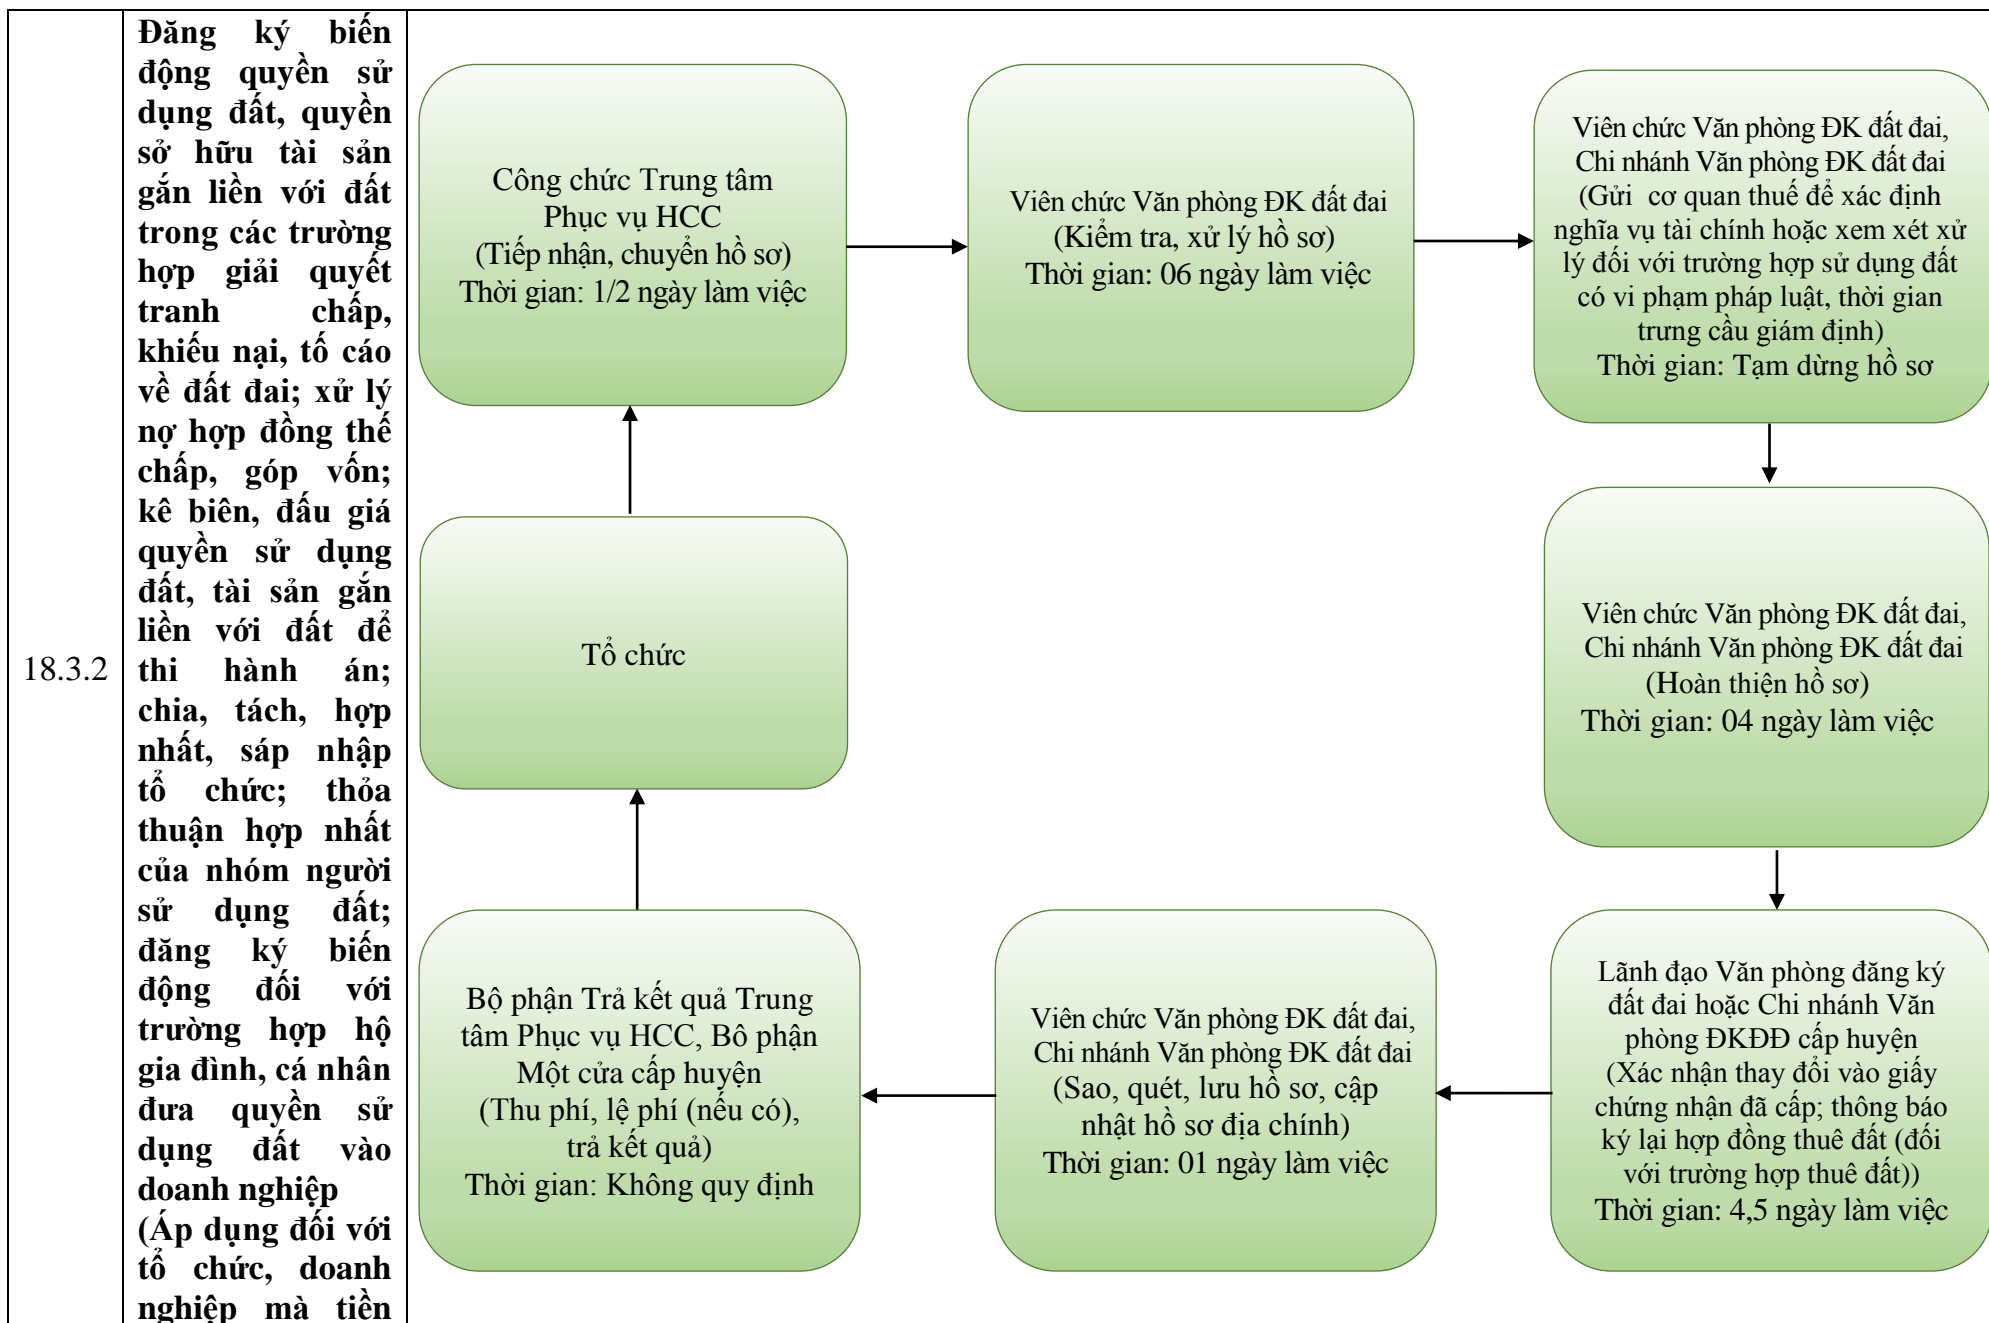 18.3.2
Đăng ký biến
động quyền sử
dụng đất, quyền
sở hữu tài sản
gắn liền với đất
trong các trường
hợp giải quyết
tranh chấp,
khiếu nại, tố cáo
về đất đai; xử lý
nợ hợp đồng thế
chấp, góp vốn;
kê biên, đấu giá
quyền sử dụng
đất, tài sản gắn
liền với đất để
thi hành án;
chia, tách, hợp
nhất, sáp nhập
tổ chức; thỏa
thuận hợp nhất
của nhóm người
sử dụng đất;
đăng ký biến
động đối với
trường hợp hộ
gia đình, cá nhân
đưa quyền sử
dụng đất vào
doanh nghiệp
(Áp dụng đối với
tổ chức, doanh
nghiệp mà tiền
Công chức Trung tâm
Phục vụ HCC
(Tiếp nhận, chuyển hồ sơ)
Thời gian: 1/2 ngày làm việc
Viên chức Văn phòng ĐK đất đai
(Kiểm tra, xử lý hồ sơ)
Thời gian: 06 ngày làm việc
Viên chức Văn phòng ĐK đất đai,
Chi nhánh Văn phòng ĐK đất đai
(Gửi cơ quan thuế để xác định
nghĩa vụ tài chính hoặc xem xét xử
lý đối với trường hợp sử dụng đất
có vi phạm pháp luật, thời gian
trưng cầu giám định)
Thời gian: Tạm dừng hồ sơ
Tổ chức
Viên chức Văn phòng ĐK đất đai,
Chi nhánh Văn phòng ĐK đất đai
(Hoàn thiện hồ sơ)
Thời gian: 04 ngày làm việc
Bộ phận Trả kết quả Trung
tâm Phục vụ HCC, Bô phận
Một cửa cấp huyện
(Thu phí, lệ phí (nếu có),
trả kết quả)
Thời gian: Không quy định
Viên chức Văn phòng ĐK đất đai,
Chi nhánh Văn phòng ĐK đất đai
(Sao, quét, lưu hồ sơ, cập
nhật hồ sơ địa chính)
Thời gian: 01 ngày làm việc
Lãnh đạo Văn phòng đăng ký
đất đai hoặc Chi nhánh Văn
phòng ĐKĐĐ cấp huyện
(Xác nhận thay đổi vào giấy
chứng nhận đã cấp; thông báo
ký lại hợp đồng thuê đất (đối
với trường hợp thuê đất))
Thời gian: 4,5 ngày làm việc